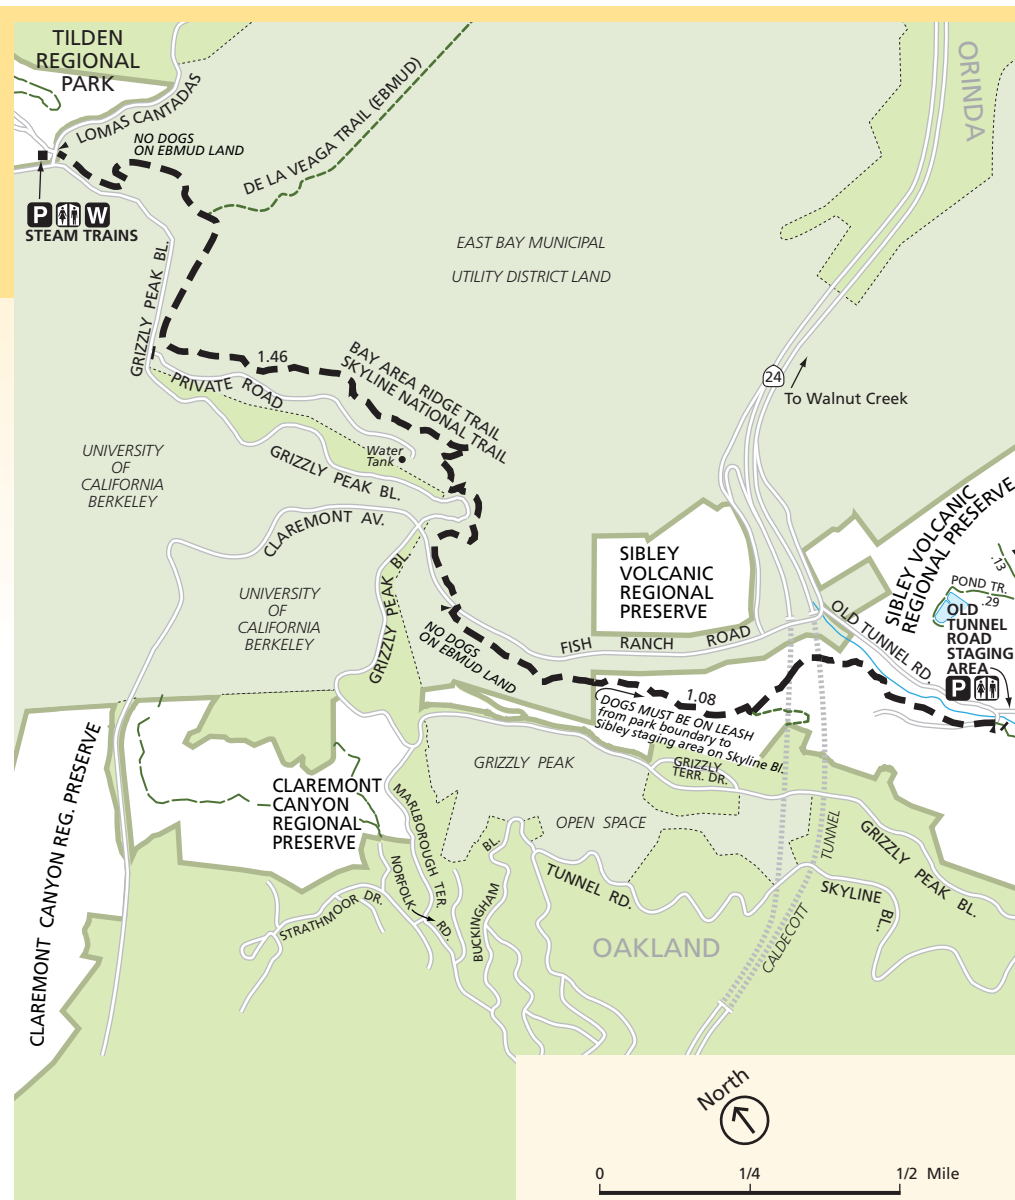 TILDEN
REGIONAL
PARK
LOMAS CANTADAS
NO DOGS
ON EBMUD LAND
DE LA VEAGA TRAIL (EBMUD)
ORINDA
P W
STEAM TRAINS
EAST BAY MUNICIPAL
UTILITY DISTRICT LAND
GRIZZLY PEAK BL.
1.46
BAY AREA RIDGE TRAIL
SKYLINE NATIONAL TRAIL
PRIVATE ROAD
24
To Walnut Creek
Water
Tank
GRIZZLY PEAK BL.
UNIVERSITY
OF
CALIFORNIA
BERKELEY
CLAREMONT AV.
SIBLEY
VOLCANIC
REGIONAL
PRESERVE
SIBLEY VOLCANIC
REGIONAL PRESERVE
.13
POND TR.
.29
OLD
TUNNEL
ROAD
STAGING
AREA
P
OLD TUNNEL RD.
UNIVERSITY
OF
CALIFORNIA
BERKELEY
GRIZZLY PEAK BL.
NO DOGS
ON EBMUD LAND
FISH RANCH ROAD
1.08
DOGS MUST BE ON LEASH
from park boundary to
Sibley staging area on Skyline Bl.
GRIZZLY PEAK
OPEN SPACE
GRIZZLY
TERR. DR.
CLAREMONT CANYON REG. PRESERVE
CLAREMONT
CANYON
REGIONAL
PRESERVE
MARLBOROUGH TER.
NORFOLK RD.
STRATHMOOR DR.
BUCKINGHAM BL.
TUNNEL RD.
CALDECOTT TUNNEL
GRIZZLY PEAK BL.
SKYLINE BL.
OAKLAND
North
0 1/4 1/2 Mile